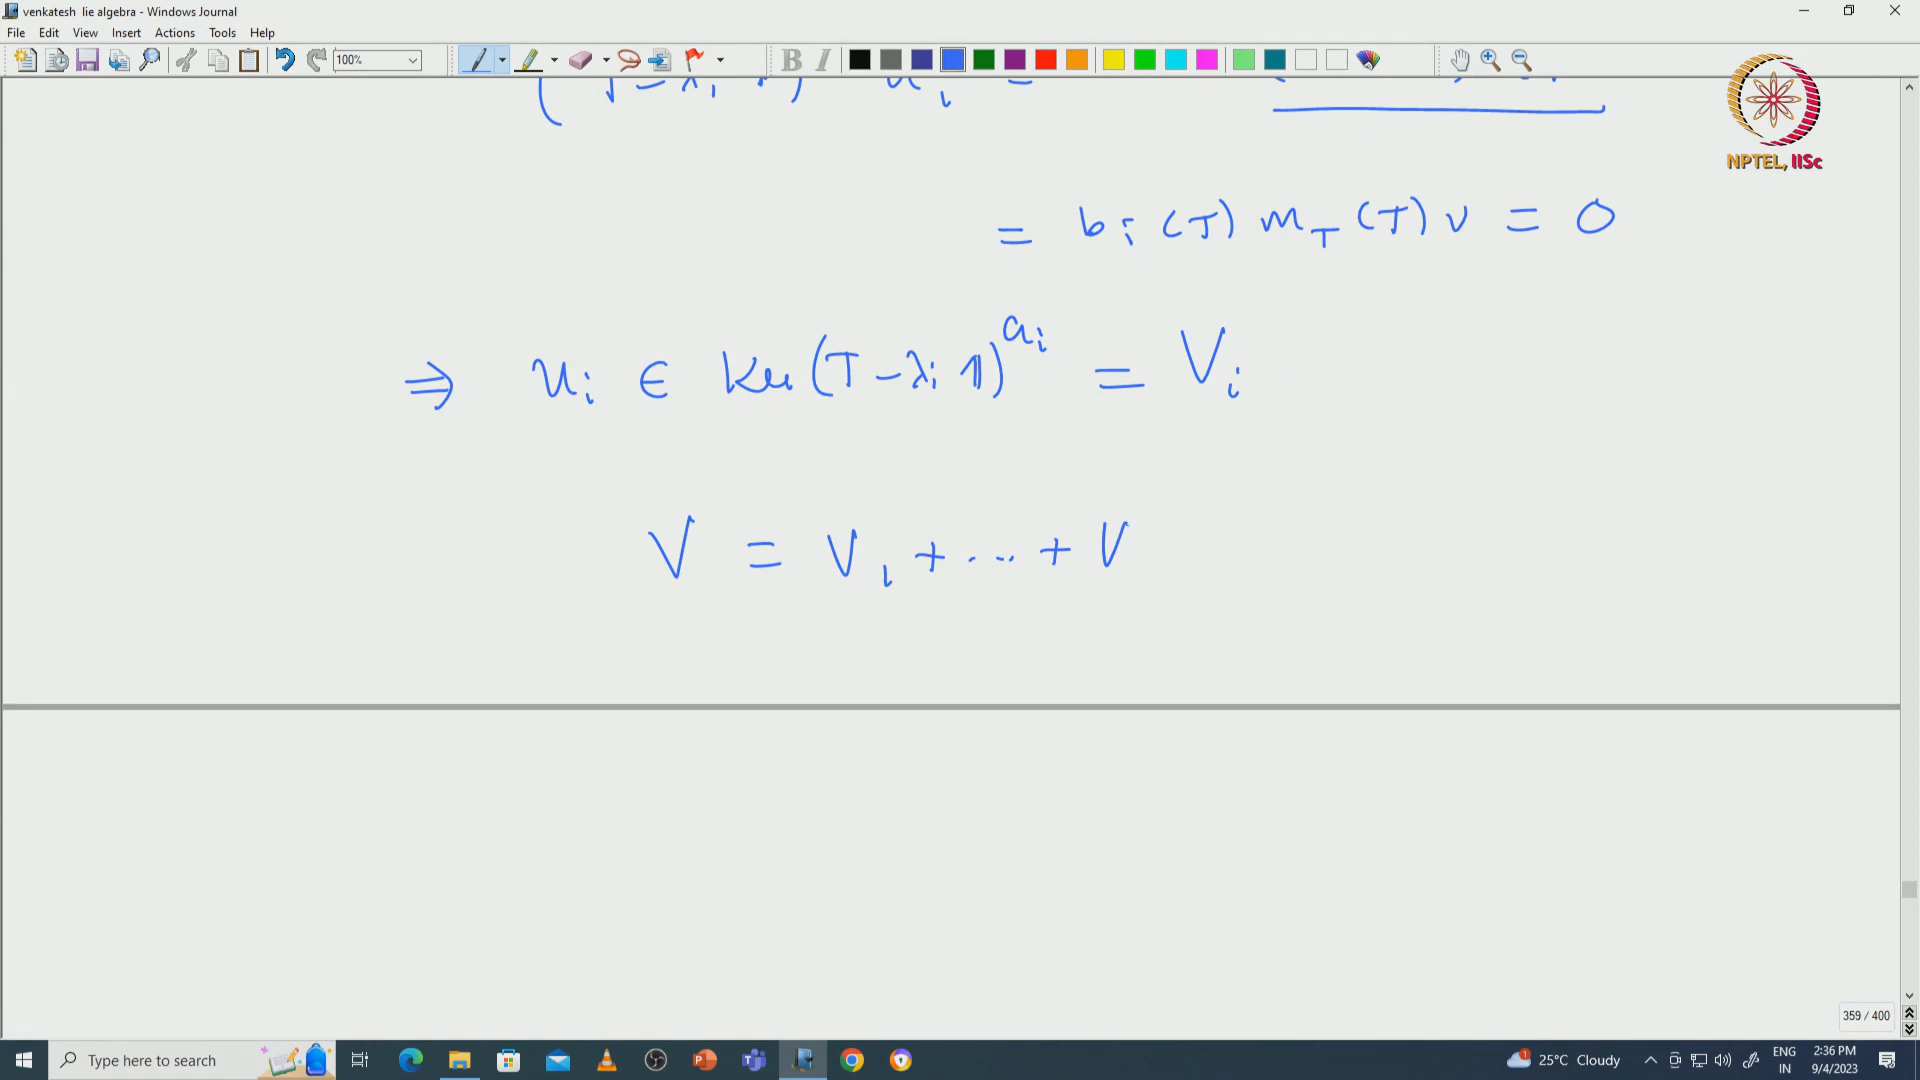 venkatesh lie algebra - Windows Journal
File Edit View Insert Actions Tools Help
100%
B I
NPTEL, IISc
= b_i (T) m_T (T) v = 0
⇒ u_i ∈ Ker (T - λ_i 𝟙)^{a_i} = V_i
V = V_1 + ... + V
359 / 400
Type here to search
1 25°C Cloudy
ENG
IN
2:36 PM
9/4/2023